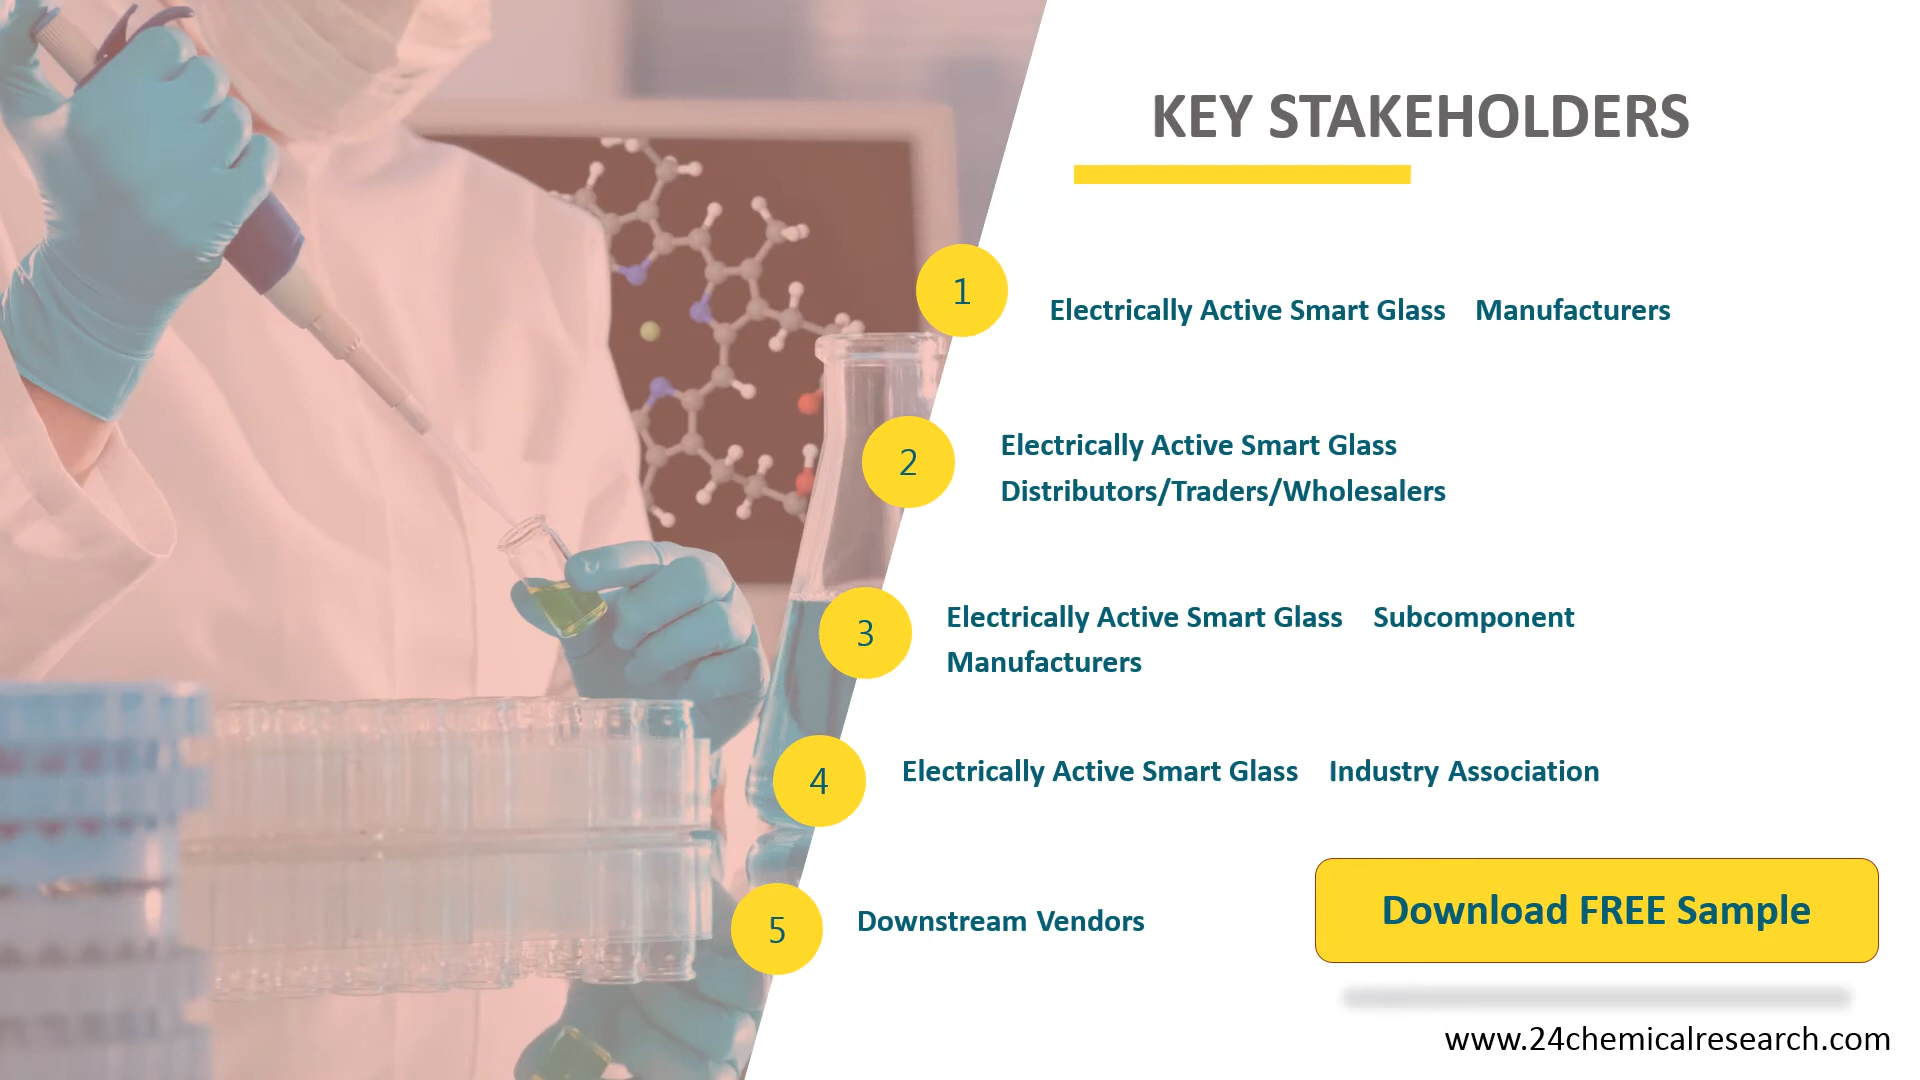 KEY STAKEHOLDERS
1
Electrically Active Smart Glass Manufacturers
2
Electrically Active Smart Glass
Distributors/Traders/Wholesalers
3
Electrically Active Smart Glass Subcomponent
Manufacturers
4
Electrically Active Smart Glass Industry Association
5
Downstream Vendors
Download FREE Sample
www.24chemicalresearch.com